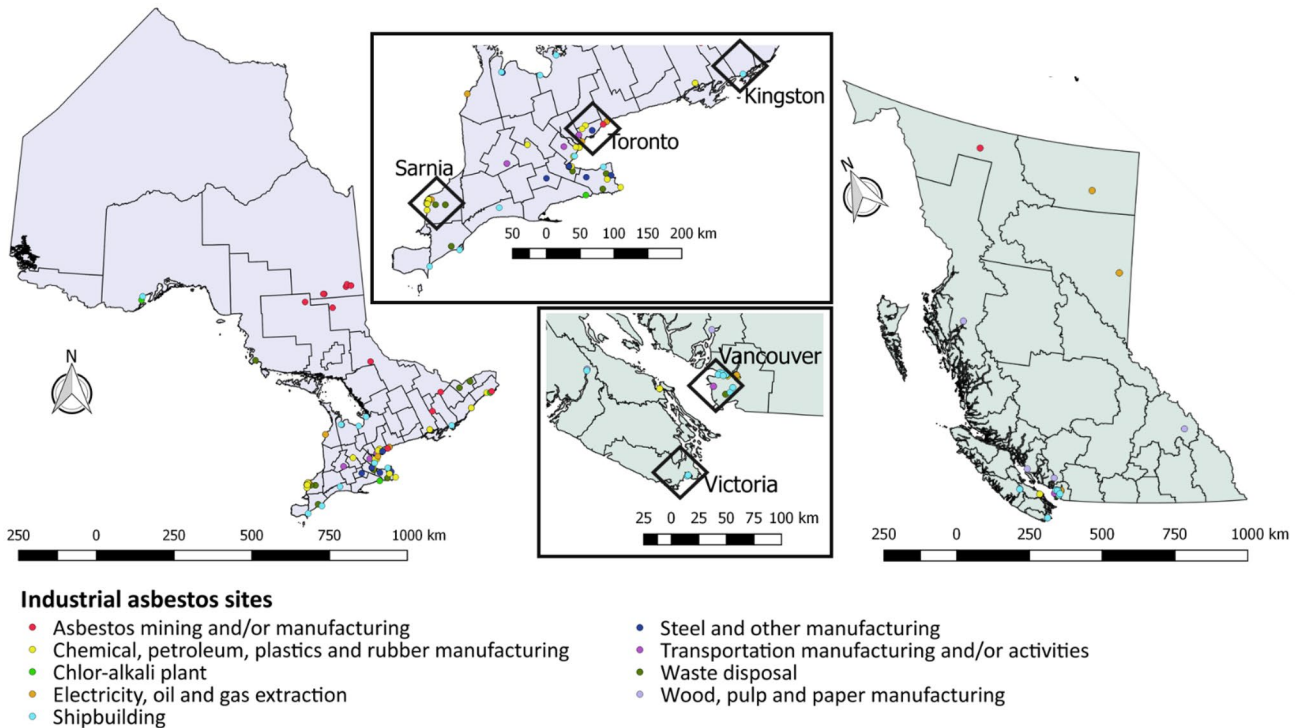 Kingston
Toronto
Sarnia
50 0 50 100 150 200 km
N
N
Vancouver
Victoria
25 0 25 50 75 100 km
250 0 250 500 750 1000 km
250 0 250 500 750 1000 km
Industrial asbestos sites
Asbestos mining and/or manufacturing
Chemical, petroleum, plastics and rubber manufacturing
Chlor-alkali plant
Electricity, oil and gas extraction
Shipbuilding
Steel and other manufacturing
Transportation manufacturing and/or activities
Waste disposal
Wood, pulp and paper manufacturing